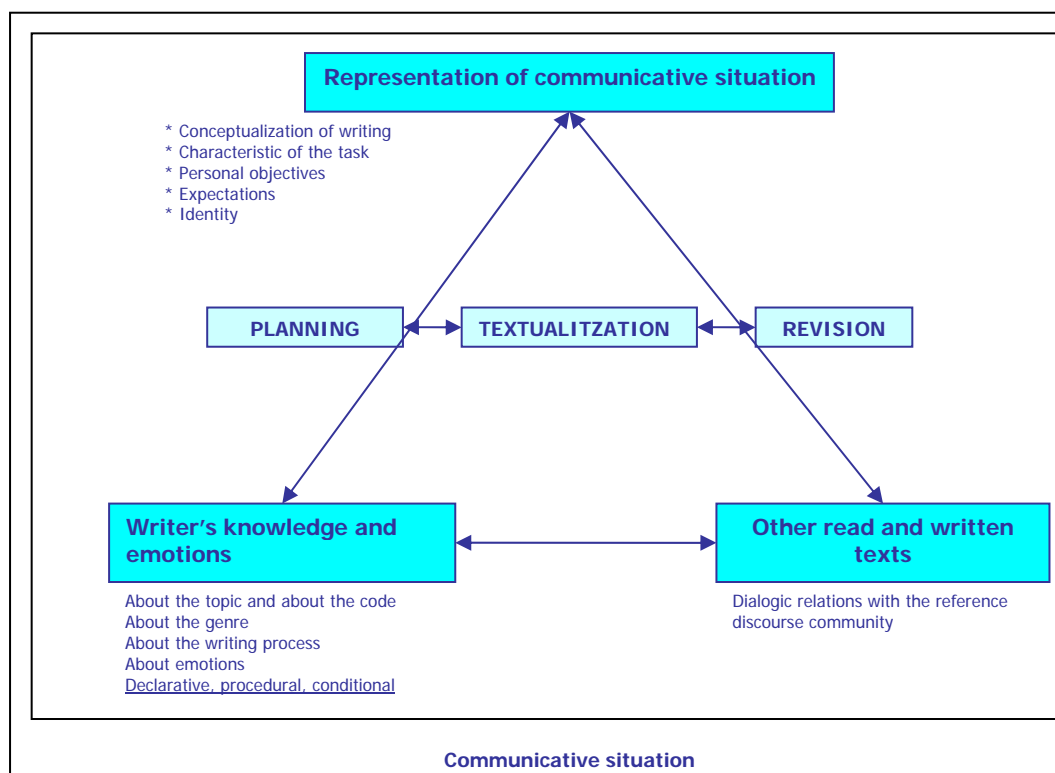 Representation of communicative situation
* Conceptualization of writing
* Characteristic of the task
* Personal objectives
* Expectations
* Identity
PLANNING
TEXTUALITZATION
REVISION
Writer's knowledge and
emotions
Other read and written
texts
About the topic and about the code
About the genre
About the writing process
About emotions
Declarative, procedural, conditional
Dialogic relations with the reference
discourse community
Communicative situation